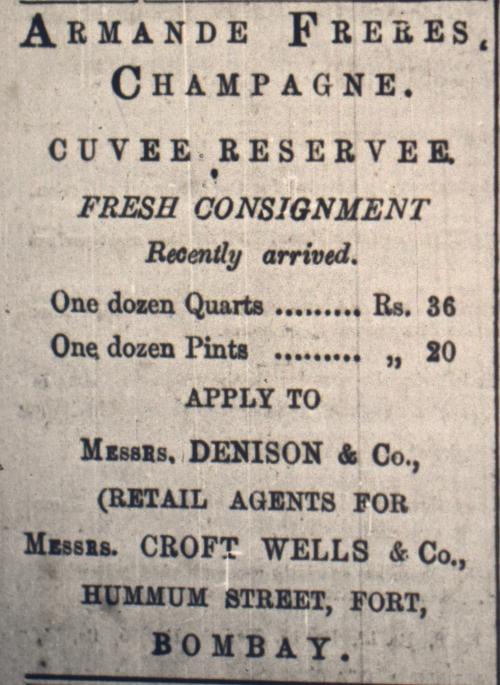 ARMANDE FRERES,
CHAMPAGNE.
CUVEE RESERVEE.
FRESH CONSIGNMENT
Recently arrived.
One dozen Quarts ......... Rs. 36
One dozen Pints ......... „ 20
APPLY TO
MESSRS. DENISON & Co.,
(RETAIL AGENTS FOR
MESSRS. CROFT WELLS & Co.,
HUMMUM STREET, FORT,
BOMBAY.